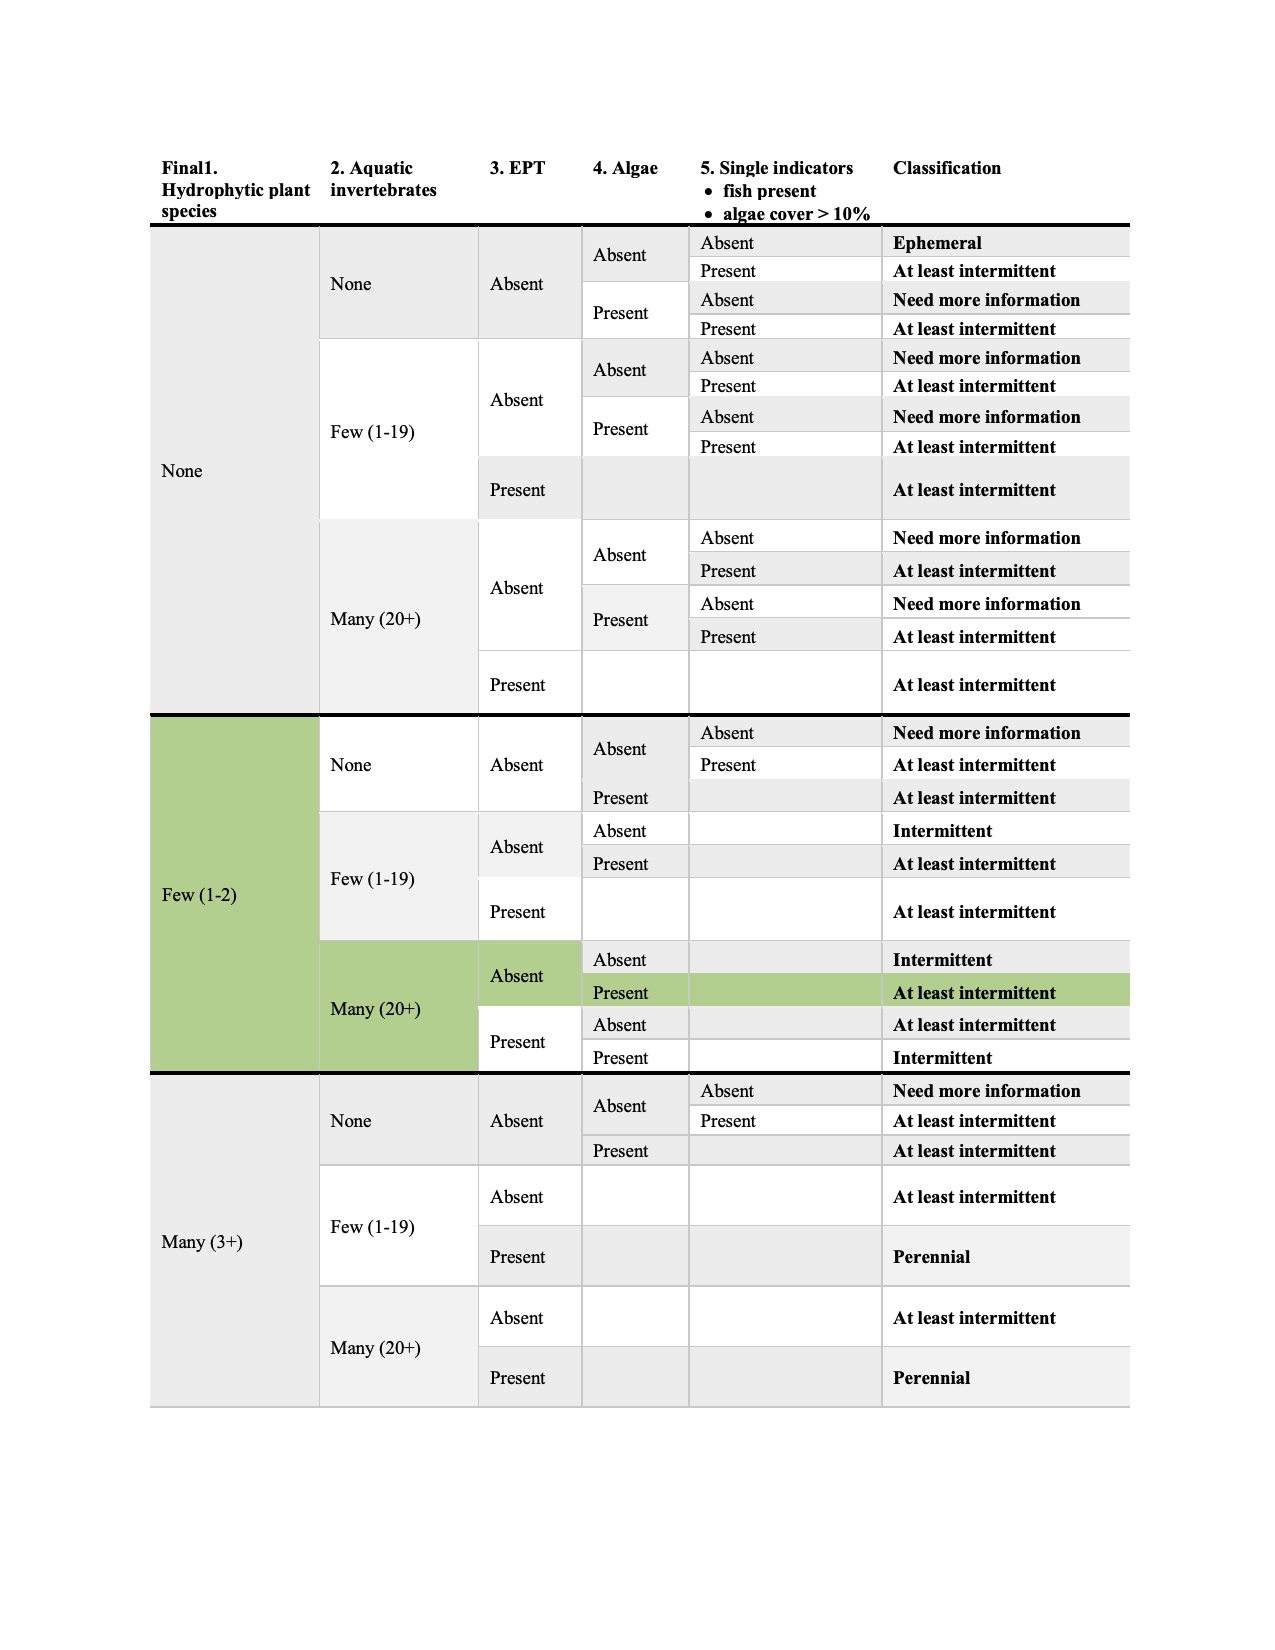 Final1. Hydrophytic plant species	2. Aquatic invertebrates	3. EPT	4. Algae	5. Single indicators • fish present • algae cover > 10%	Classification
None	None	Absent	Absent	Absent	Ephemeral
Present	At least intermittent
Present	Absent	Need more information
Present	At least intermittent
Few (1-19)	Absent	Absent	Absent	Need more information
Present	At least intermittent
Present	Absent	Need more information
Present	At least intermittent
Present	At least intermittent
Many (20+)	Absent	Absent	Absent	Need more information
Present	At least intermittent
Present	Absent	Need more information
Present	At least intermittent
Present	At least intermittent
Few (1-2)	None	Absent	Absent	Absent	Need more information
Present	At least intermittent
Present	At least intermittent
Few (1-19)	Absent	Absent	Intermittent
Present	At least intermittent
Present	At least intermittent
Many (20+)	Absent	Absent	Intermittent
Present	At least intermittent
Present	Absent	At least intermittent
Present	Intermittent
Many (3+)	None	Absent	Absent	Absent	Need more information
Present	At least intermittent
Present	At least intermittent
Few (1-19)	Absent	At least intermittent
Present	Perennial
Many (20+)	Absent	At least intermittent
Present	Perennial